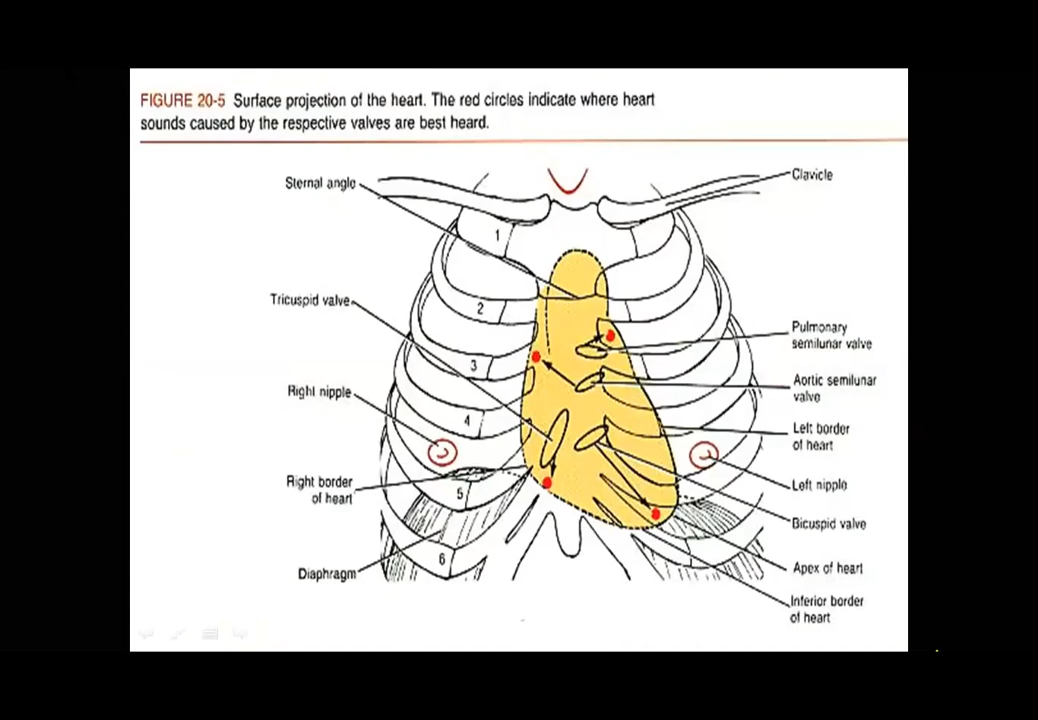 FIGURE 20-5 Surface projection of the heart. The red circles indicate where heart
sounds caused by the respective valves are best heard.
Sternal angle
Clavicle
1
Tricuspid valve
2
Pulmonary
semilunar valve
3
Right nipple
Aortic semilunar
valve
4
Left border
of heart
Right border
of heart
5
Left nipple
Bicuspid valve
6
Diaphragm
Apex of heart
Inferior border
of heart